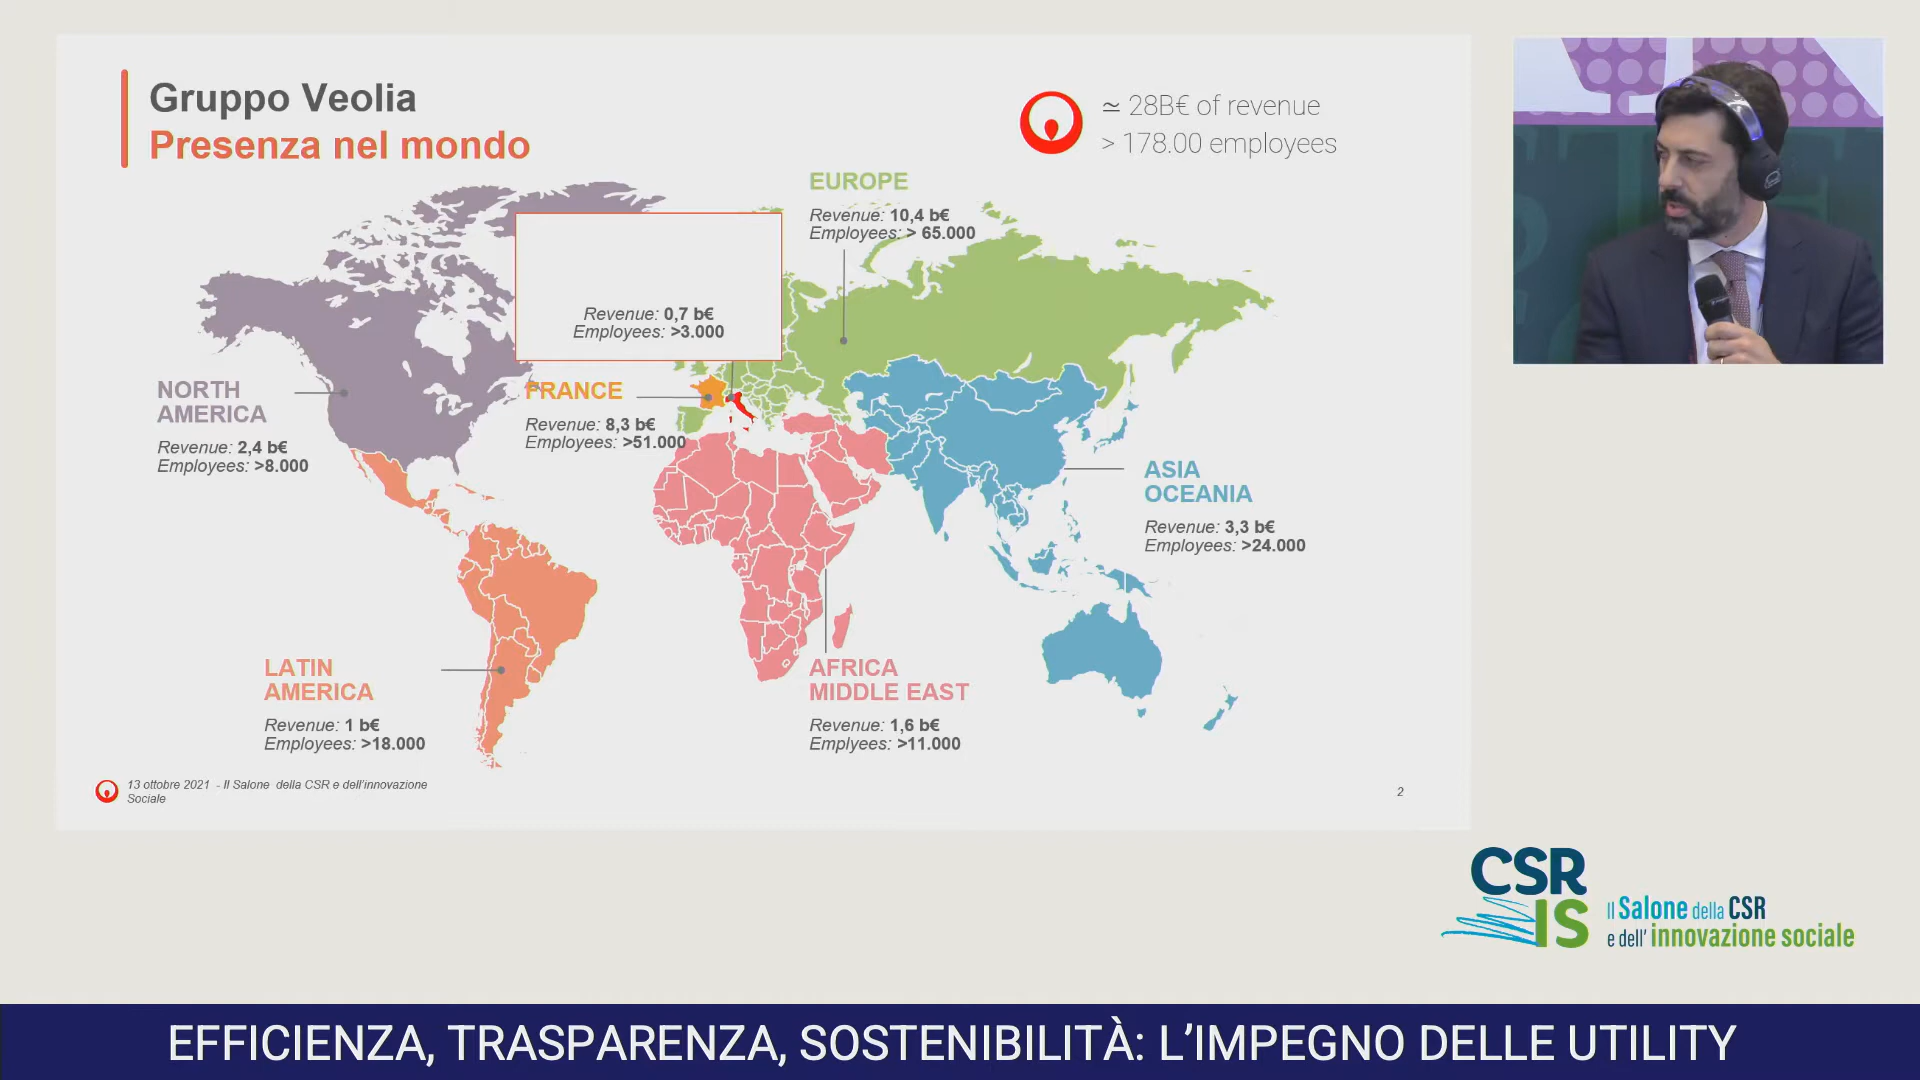 Gruppo Veolia
Presenza nel mondo
≃ 28B€ of revenue
> 178.00 employees
EUROPE
Revenue: 10,4 b€
Employees: > 65.000
Revenue: 0,7 b€
Employees: >3.000
NORTH
AMERICA
Revenue: 2,4 b€
Employees: >8.000
FRANCE
Revenue: 8,3 b€
Employees: >51.000
ASIA
OCEANIA
Revenue: 3,3 b€
Employees: >24.000
LATIN
AMERICA
Revenue: 1 b€
Employees: >18.000
AFRICA
MIDDLE EAST
Revenue: 1,6 b€
Emplyees: >11.000
13 ottobre 2021 - Il Salone della CSR e dell'innovazione
Sociale
2
CSR
IS
Il Salone della CSR
e dell' innovazione sociale
EFFICIENZA, TRASPARENZA, SOSTENIBILITÀ: L'IMPEGNO DELLE UTILITY